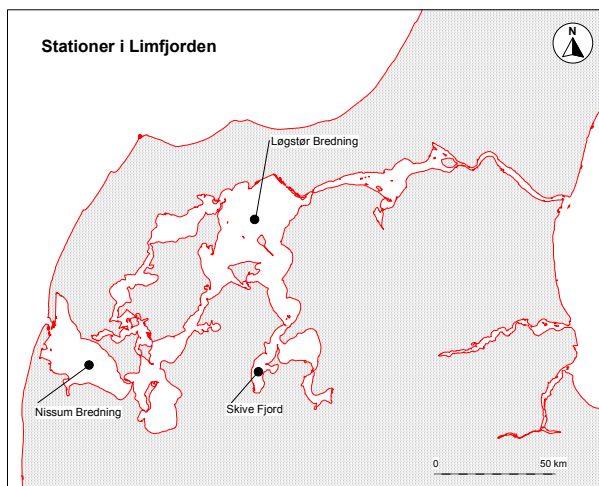 Stationer i Limfjorden
N
Løgstør Bredning
Nissum Bredning
Skive Fjord
0 50 km